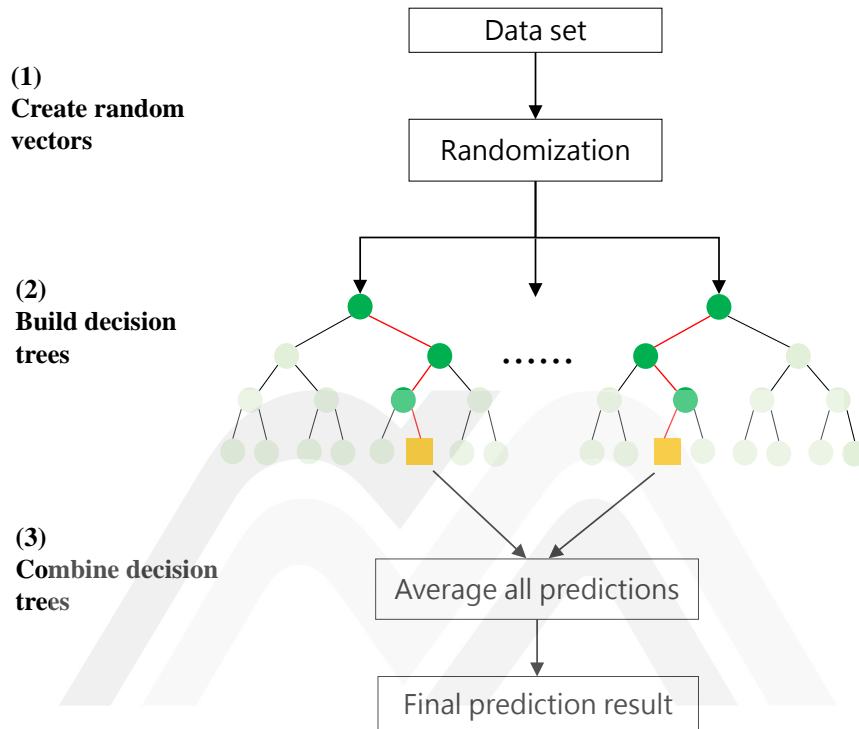 Data set
(1)
Create random
vectors
Randomization
(2)
Build decision
trees
......
(3)
Combine decision
trees
Average all predictions
Final prediction result